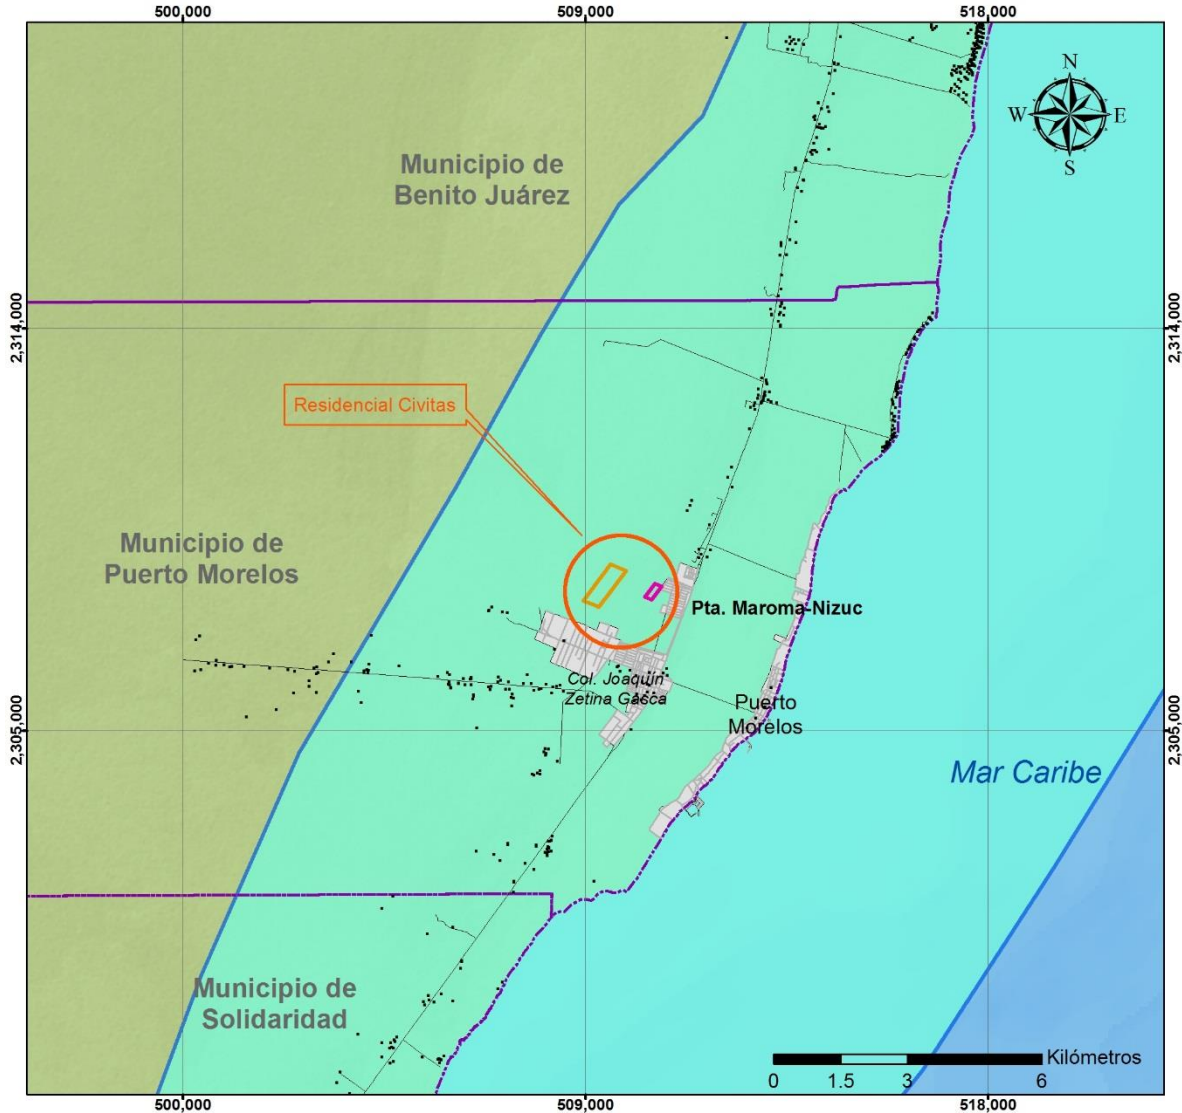 500,000
509,000
518,000
N
W
E
S
Municipio de
Benito Juárez
2,314,000
2,314,000
Residencial Civitas
Municipio de
Puerto Morelos
Pta. Maroma-Nizuc
Col. Joaquín
Zetina Gasca
Puerto
Morelos
2,305,000
2,305,000
Mar Caribe
Municipio de
Solidaridad
Kilómetros
0
1.5
3
6
500,000
509,000
518,000